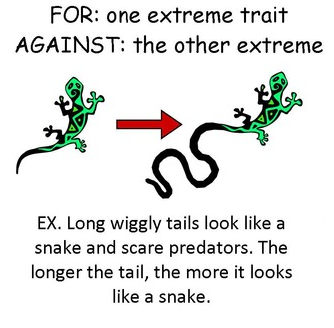 FOR: one extreme trait
AGAINST: the other extreme
EX. Long wiggly tails look like a
snake and scare predators. The
longer the tail, the more it looks
like a snake.